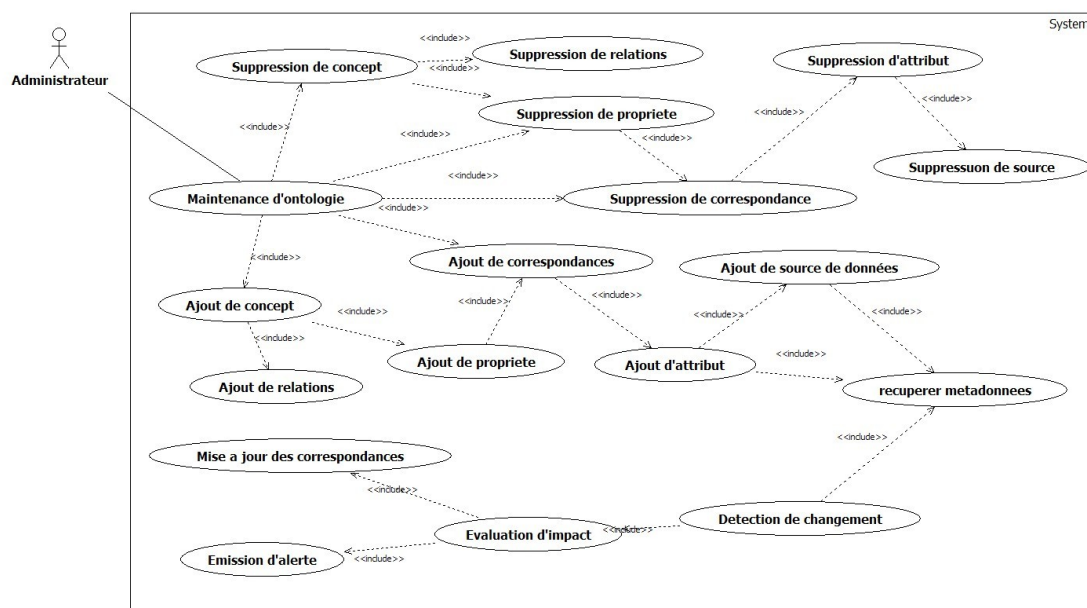 System
Administrateur
<<include>>
Suppression de concept
Suppression de relations
Suppression d'attribut
<<include>>
<<include>>
Suppression de propriete
<<include>>
<<include>>
<<include>>
<<include>>
<<include>>
Suppressuon de source
<<include>>
Maintenance d'ontologie
Suppression de correspondance
<<include>>
<<include>>
Ajout de correspondances
Ajout de source de données
Ajout de concept
<<include>>
<<include>>
<<include>>
<<include>>
<<include>>
<<include>>
Ajout de propriete
Ajout d'attribut
<<include>>
Ajout de relations
recuperer metadonnees
<<include>>
Mise a jour des correspondances
<<include>>
Detection de changement
<<include>>
Evaluation d'impact
Emission d'alerte
<<include>>